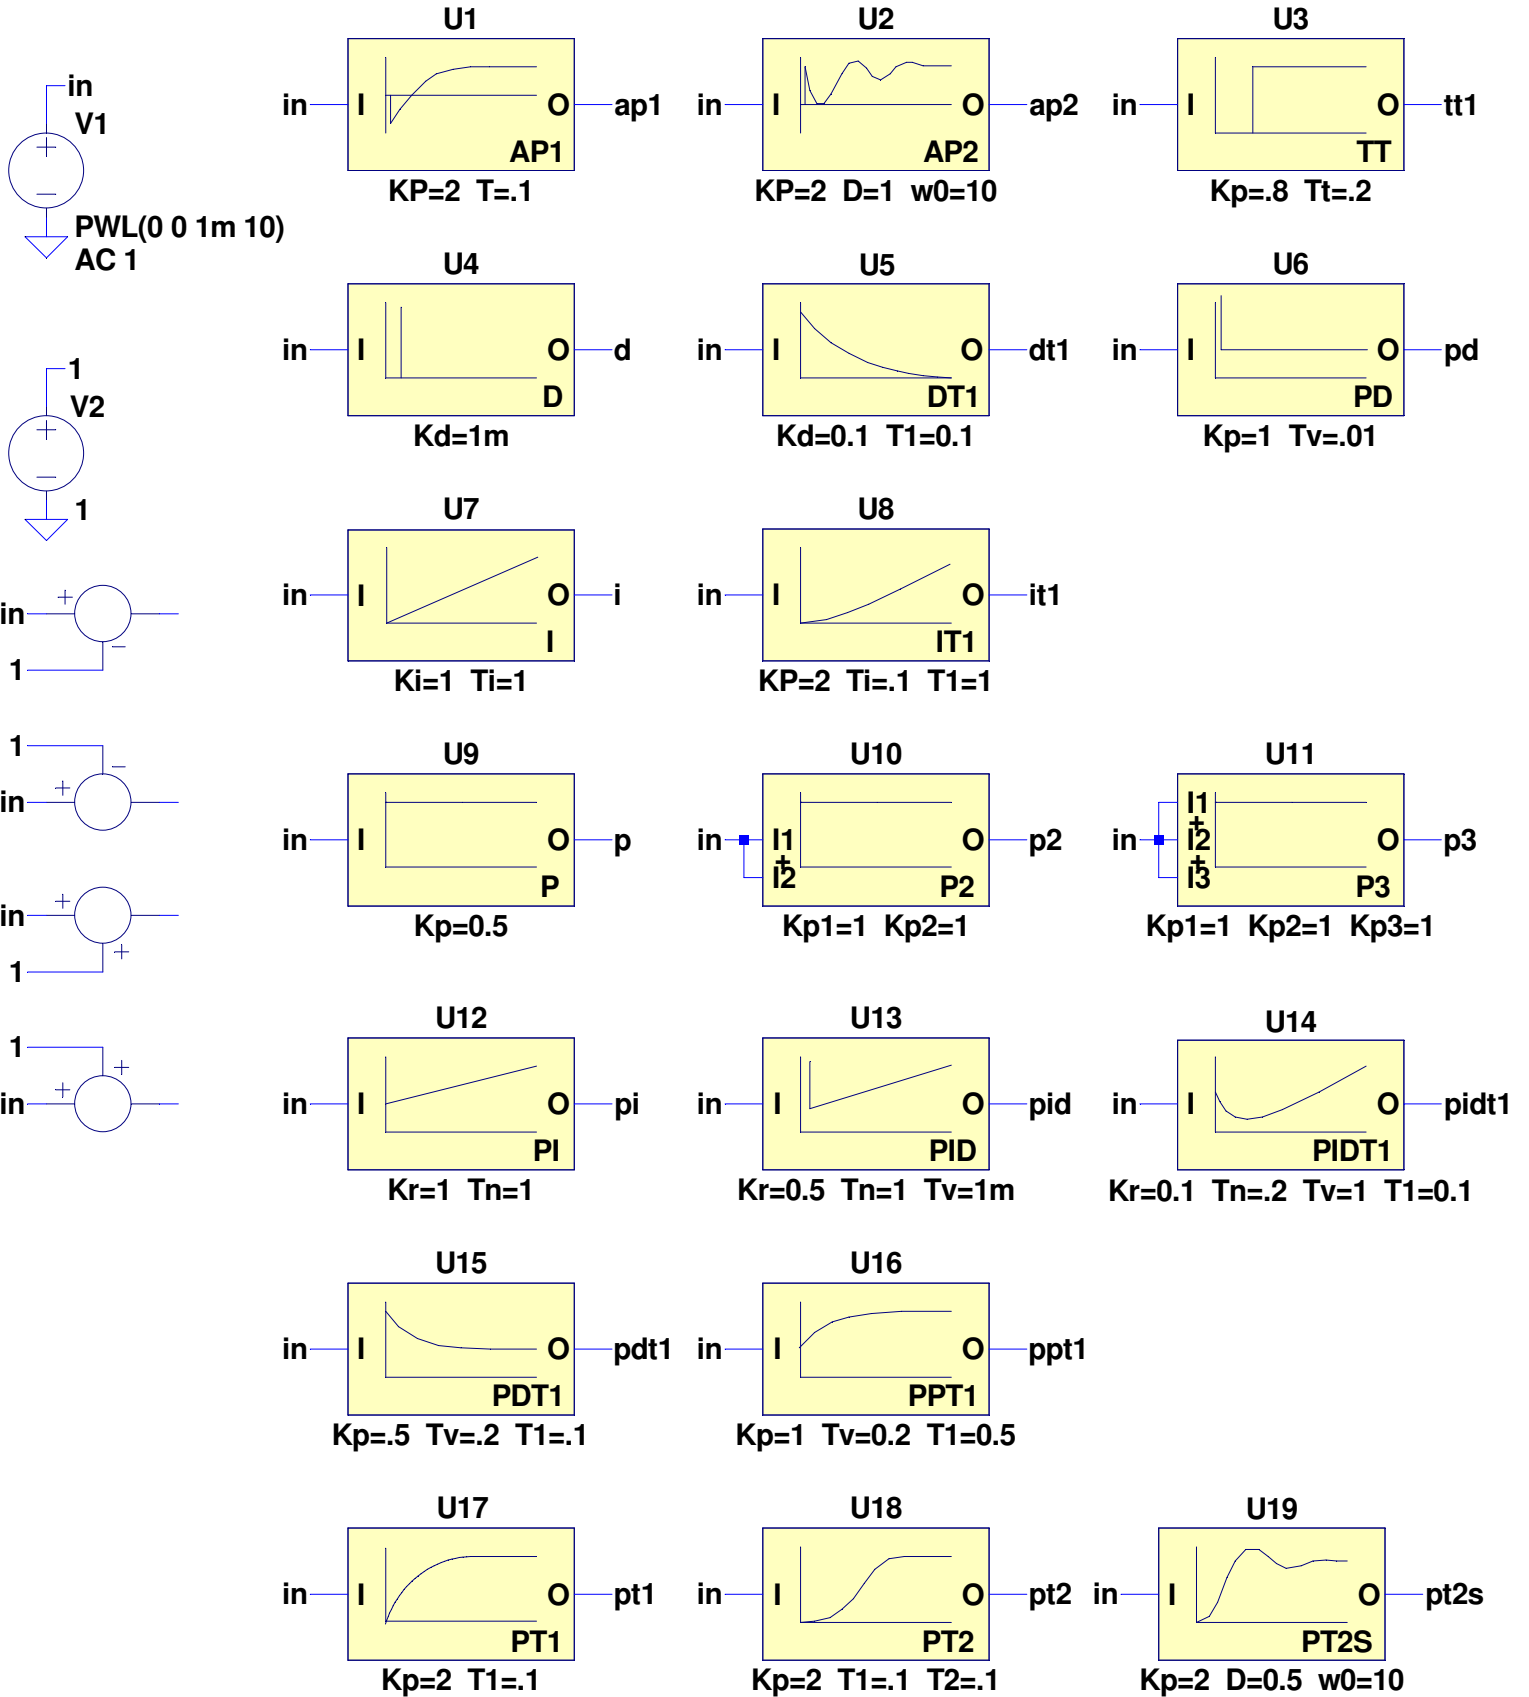 in
V1
PWL(0 0 1m 10)
AC 1
1
V2
1
in
1
1
in
in
1
1
in
U1
in I O ap1
AP1
KP=2 T=.1
U2
in I O ap2
AP2
KP=2 D=1 w0=10
U3
in I O tt1
TT
Kp=.8 Tt=.2
U4
in I O d
D
Kd=1m
U5
in I O dt1
DT1
Kd=0.1 T1=0.1
U6
in I O pd
PD
Kp=1 Tv=.01
U7
in I O i
I
Ki=1 Ti=1
U8
in I O it1
IT1
KP=2 Ti=.1 T1=1
U9
in I O p
P
Kp=0.5
U10
in I1 O p2
+
I2 P2
Kp1=1 Kp2=1
U11
I1
+
in I2 O p3
+
I3 P3
Kp1=1 Kp2=1 Kp3=1
U12
in I O pi
PI
Kr=1 Tn=1
U13
in I O pid
PID
Kr=0.5 Tn=1 Tv=1m
U14
in I O pidt1
PIDT1
Kr=0.1 Tn=.2 Tv=1 T1=0.1
U15
in I O pdt1
PDT1
Kp=.5 Tv=.2 T1=.1
U16
in I O ppt1
PPT1
Kp=1 Tv=0.2 T1=0.5
U17
in I O pt1
PT1
Kp=2 T1=.1
U18
in I O pt2
PT2
Kp=2 T1=.1 T2=.1
U19
in I O pt2s
PT2S
Kp=2 D=0.5 w0=10